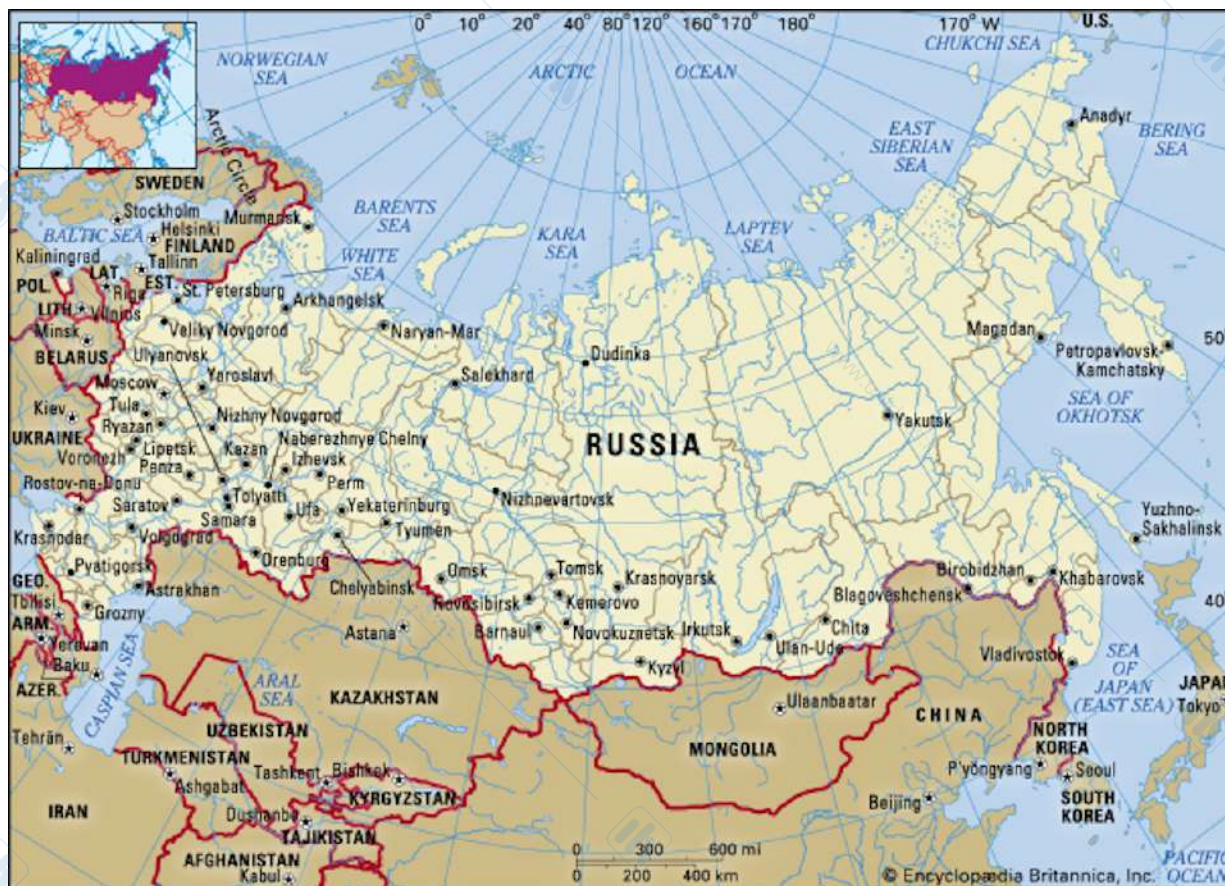 0° 20° 40° 80° 120° 160° 170° 180° 170° W
U.S.
CHUKCHI SEA
NORWEGIAN
SEA
ARCTIC
OCEAN
Arctic Circle
EAST
SIBERIAN
SEA
Anadyr
BERING
SEA
SWEDEN
Stockholm
Murmansk
BARENTS
SEA
KARA
SEA
LAPTEV
SEA
BALTIC SEA
Helsinki
FINLAND
WHITE
SEA
Kaliningrad
LAT.
Tallinn
POL.
Riga
EST.
St. Petersburg
Arkhangelsk
LITH.
Vilnius
Minsk
Veliky Novgorod
Naryan-Mar
Magadan
50°
BELARUS
Ulyanovsk
Dudinka
Petropavlovsk-
Kamchatsky
Moscow
Yaroslavl
Salekhard
SEA OF
OKHOTSK
Kiev
Tula
Nizhny Novgorod
Yakutsk
UKRAINE
Ryazan
Naberezhnye Chelny
RUSSIA
Voronezh
Lipetsk
Kazan
Izhevsk
Penza
Perm
Rostov-na-Donu
Tolyatti
Nizhnevartovsk
Saratov
Ufa
Yekaterinburg
Yuzhno-
Sakhalinsk
Samara
Tyumen
Krasnodar
Volgograd
Orenburg
Pyatigorsk
Chelyabinsk
Omsk
Tomsk
Krasnoyarsk
Birobidzhan
Khabarovsk
GEO.
Astrakhan
Novosibirsk
Kemerovo
Blagoveshchensk
Tbilisi
Grozny
40°
ARM.
Astana
Barnaul
Novokuznetsk
Irkutsk
Chita
Yerevan
Ulan-Ude
Baku
Kyzyl
Vladivostok
SEA
OF
JAPAN
(EAST SEA)
AZER.
CASPIAN SEA
ARAL
SEA
KAZAKHSTAN
Ulaanbaatar
JAPAN
Tokyo
UZBEKISTAN
CHINA
Tehrān
MONGOLIA
NORTH
KOREA
TURKMENISTAN
Tashkent
Bishkek
P'yŏngyang
Seoul
Ashgabat
KYRGYZSTAN
IRAN
Dushanbe
Beijing
SOUTH
KOREA
TAJIKISTAN
AFGHANISTAN
Kabul
0 300 600 mi
0 200 400 km
PACIFIC
OCEAN
© Encyclopædia Britannica, Inc.